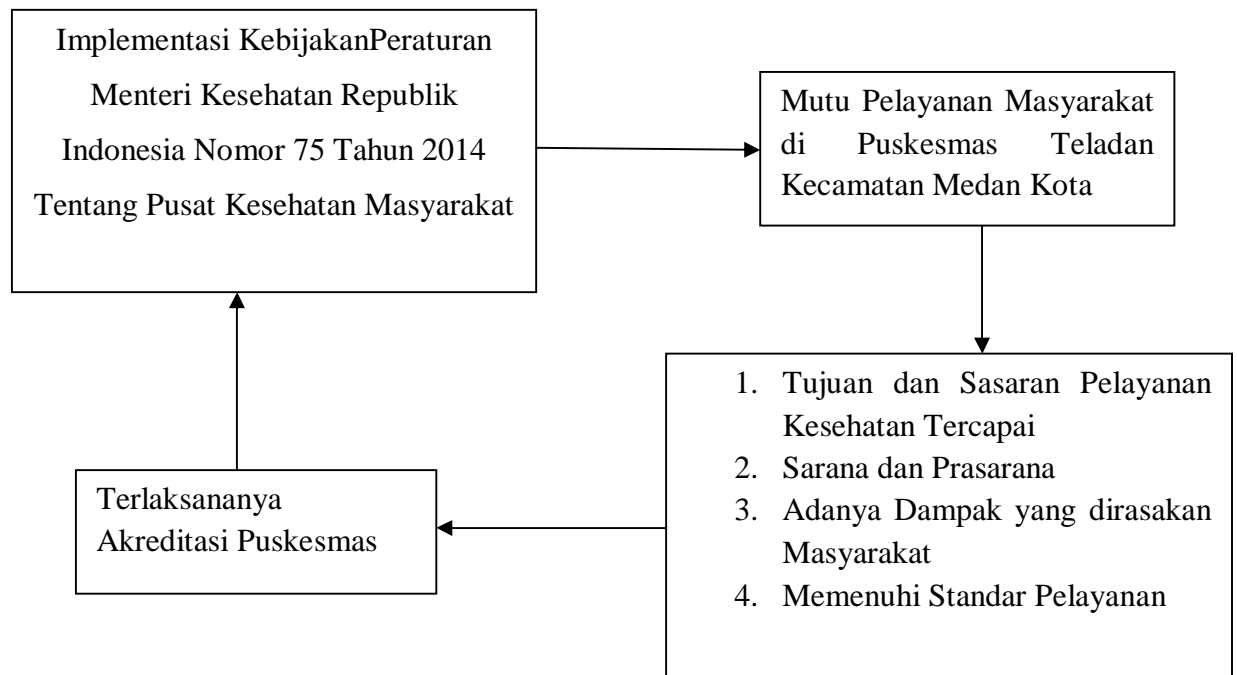 Implementasi KebijakanPeraturan
Menteri Kesehatan Republik
Indonesia Nomor 75 Tahun 2014
Tentang Pusat Kesehatan Masyarakat
Mutu Pelayanan Masyarakat
di Puskesmas Teladan
Kecamatan Medan Kota
1. Tujuan dan Sasaran Pelayanan
Kesehatan Tercapai
2. Sarana dan Prasarana
3. Adanya Dampak yang dirasakan
Masyarakat
4. Memenuhi Standar Pelayanan
Terlaksananya
Akreditasi Puskesmas